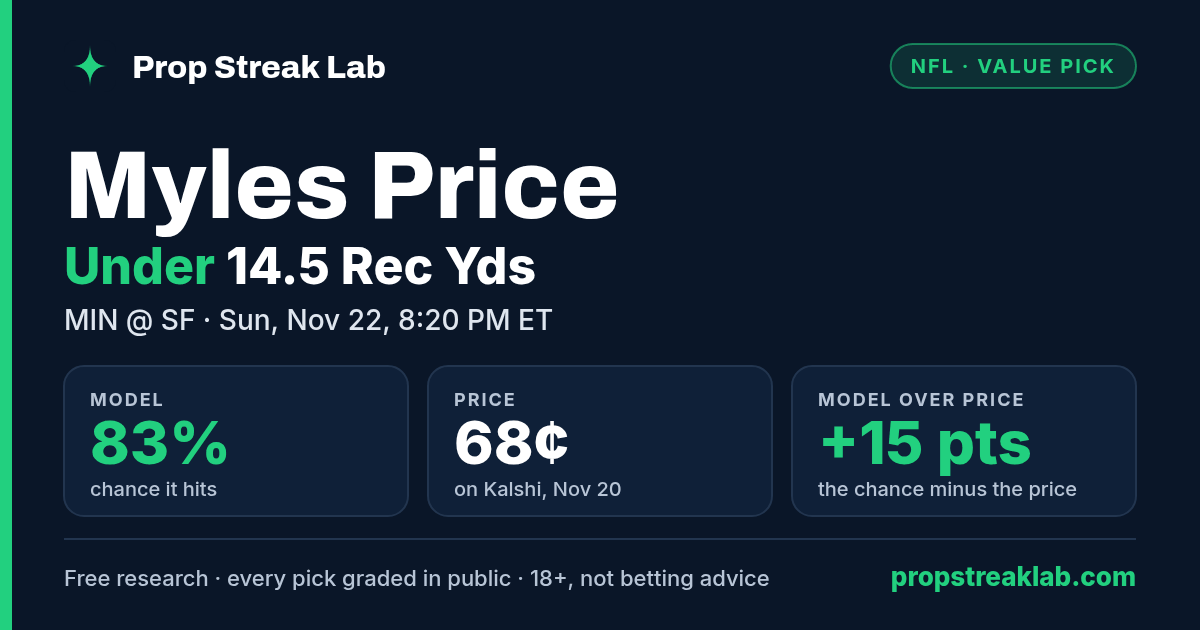 Prop Streak Lab
NFL · VALUE PICK
Myles Price
Under 14.5 Rec Yds
MIN @ SF · Sun, Nov 22, 8:20 PM ET
MODEL
83%
chance it hits
PRICE
68¢
on Kalshi, Nov 20
MODEL OVER PRICE
+15 pts
the chance minus the price
Free research · every pick graded in public · 18+, not betting advice
propstreaklab.com